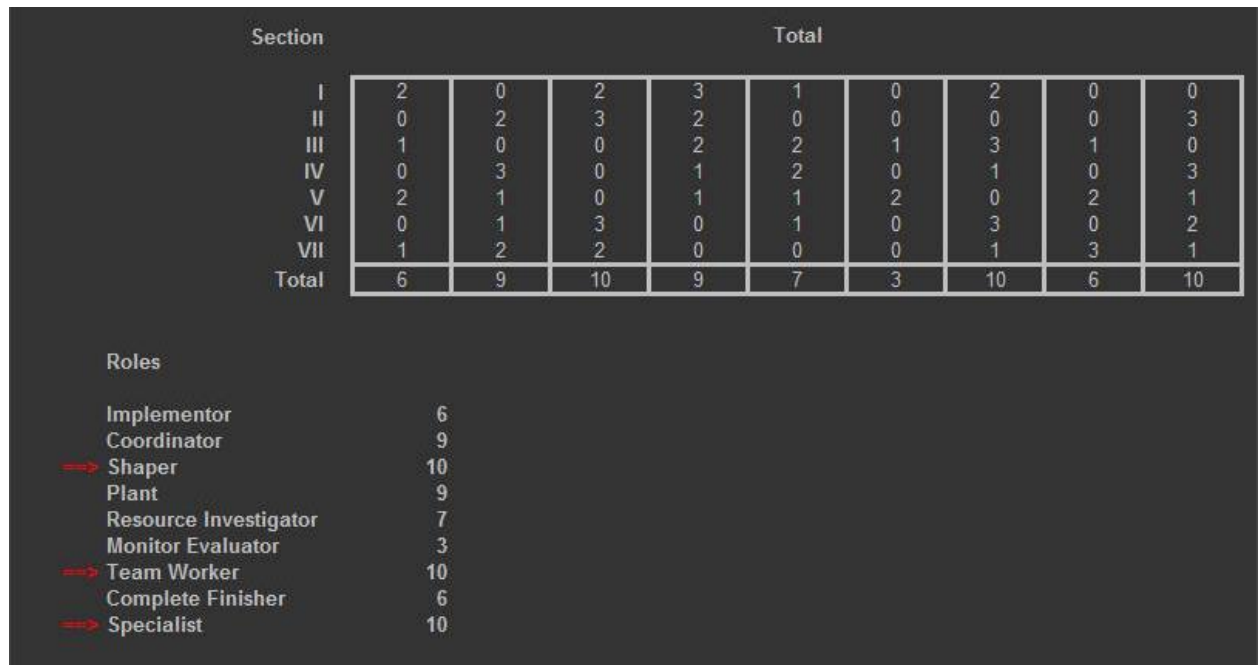 Section Total
I 2 0 2 3 1 0 2 0 0
II 0 2 3 2 0 0 0 0 3
III 1 0 0 2 2 1 3 1 0
IV 0 3 0 1 2 0 1 0 3
V 2 1 0 1 1 2 0 2 1
VI 0 1 3 0 1 0 3 0 2
VII 1 2 2 0 0 0 1 3 1
Total 6 9 10 9 7 3 10 6 10
Roles
Implementor 6
Coordinator 9
==> Shaper 10
Plant 9
Resource Investigator 7
Monitor Evaluator 3
==> Team Worker 10
Complete Finisher 6
==> Specialist 10